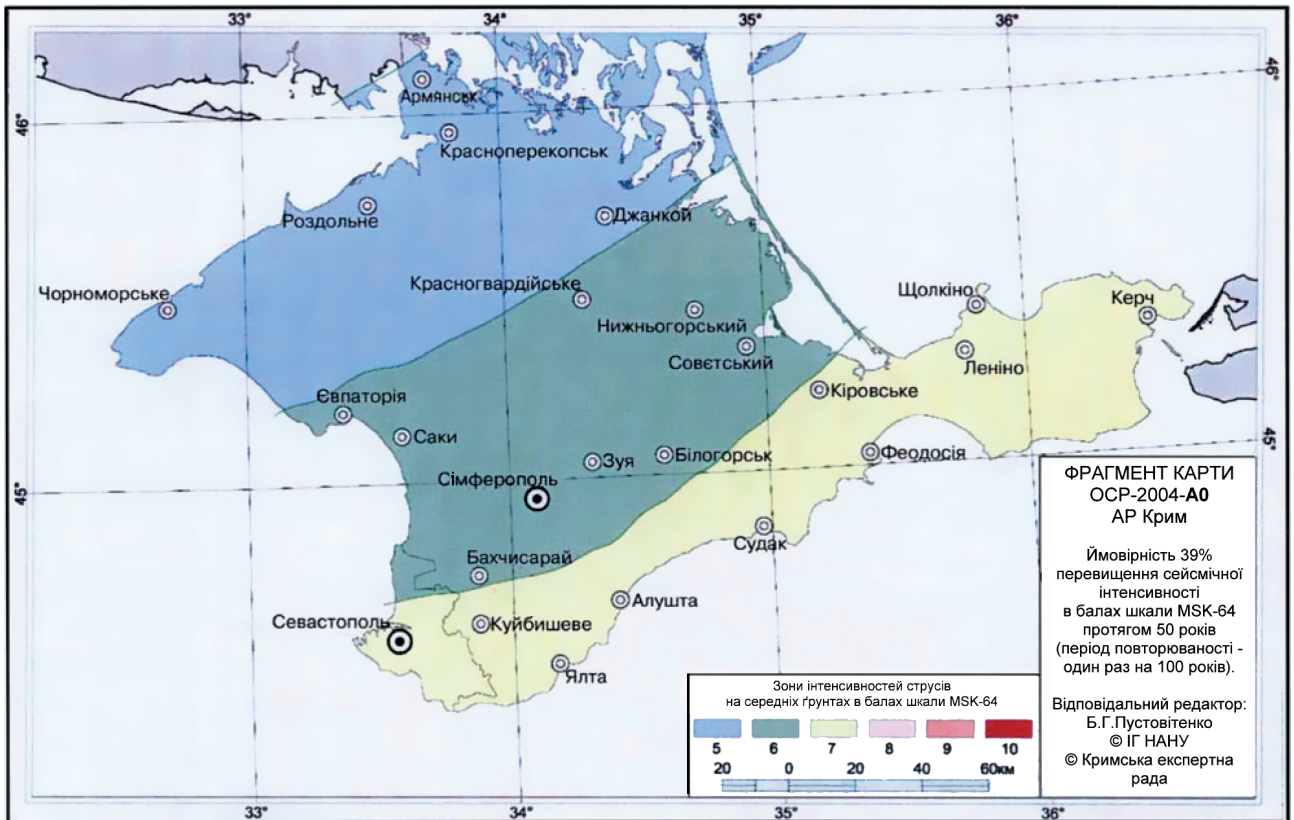 33°
34°
35°
36°
46°
46°
Армянськ
Красноперекопськ
Роздольне
Джанкой
Чорноморське
Красногвардійське
Щолкіно
Керч
Нижньогорський
Совєтський
Леніно
Євпаторія
Кіровське
Саки
45°
Зуя
Білогорськ
Феодосія
Сімферополь
45°
Судак
Бахчисарай
Алушта
Севастополь
Куйбишеве
Ялта
ФРАГМЕНТ КАРТИ
ОСР-2004-А0
АР Крим
Ймовірність 39%
перевищення сейсмічної
інтенсивності
в балах шкали MSK-64
протягом 50 років
(період повторюваності -
один раз на 100 років).
Відповідальний редактор:
Б.Г.Пустовітенко
© ІГ НАНУ
© Кримська експертна
рада
Зони інтенсивностей струсів
на середніх ґрунтах в балах шкали MSK-64
5 6 7 8 9 10
20 0 20 40 60км
33°
34°
35°
36°